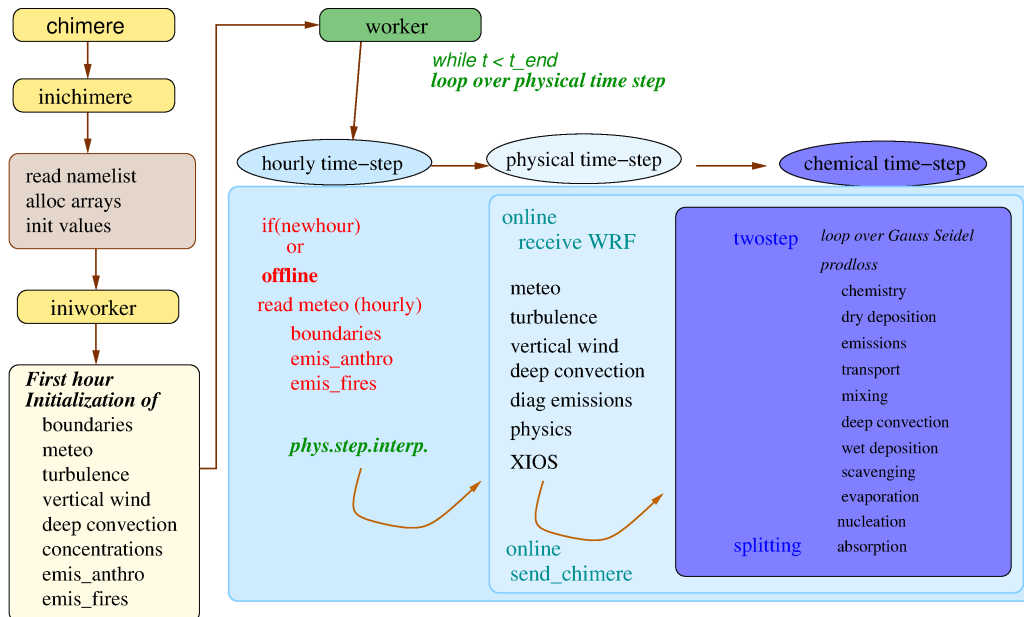 chimere
inichimere
read namelist
alloc arrays
init values
iniworker
First hour
Initialization of
boundaries
meteo
turbulence
vertical wind
deep convection
concentrations
emis_anthro
emis_fires
worker
while t < t_end
loop over physical time step
hourly time−step
physical time−step
chemical time−step
if(newhour)
or
offline
read meteo (hourly)
boundaries
emis_anthro
emis_fires
phys.step.interp.
online
receive WRF
meteo
turbulence
vertical wind
deep convection
diag emissions
physics
XIOS
online
send_chimere
twostep
loop over Gauss Seidel
prodloss
chemistry
dry deposition
emissions
transport
mixing
deep convection
wet deposition
scavenging
evaporation
nucleation
splitting
absorption